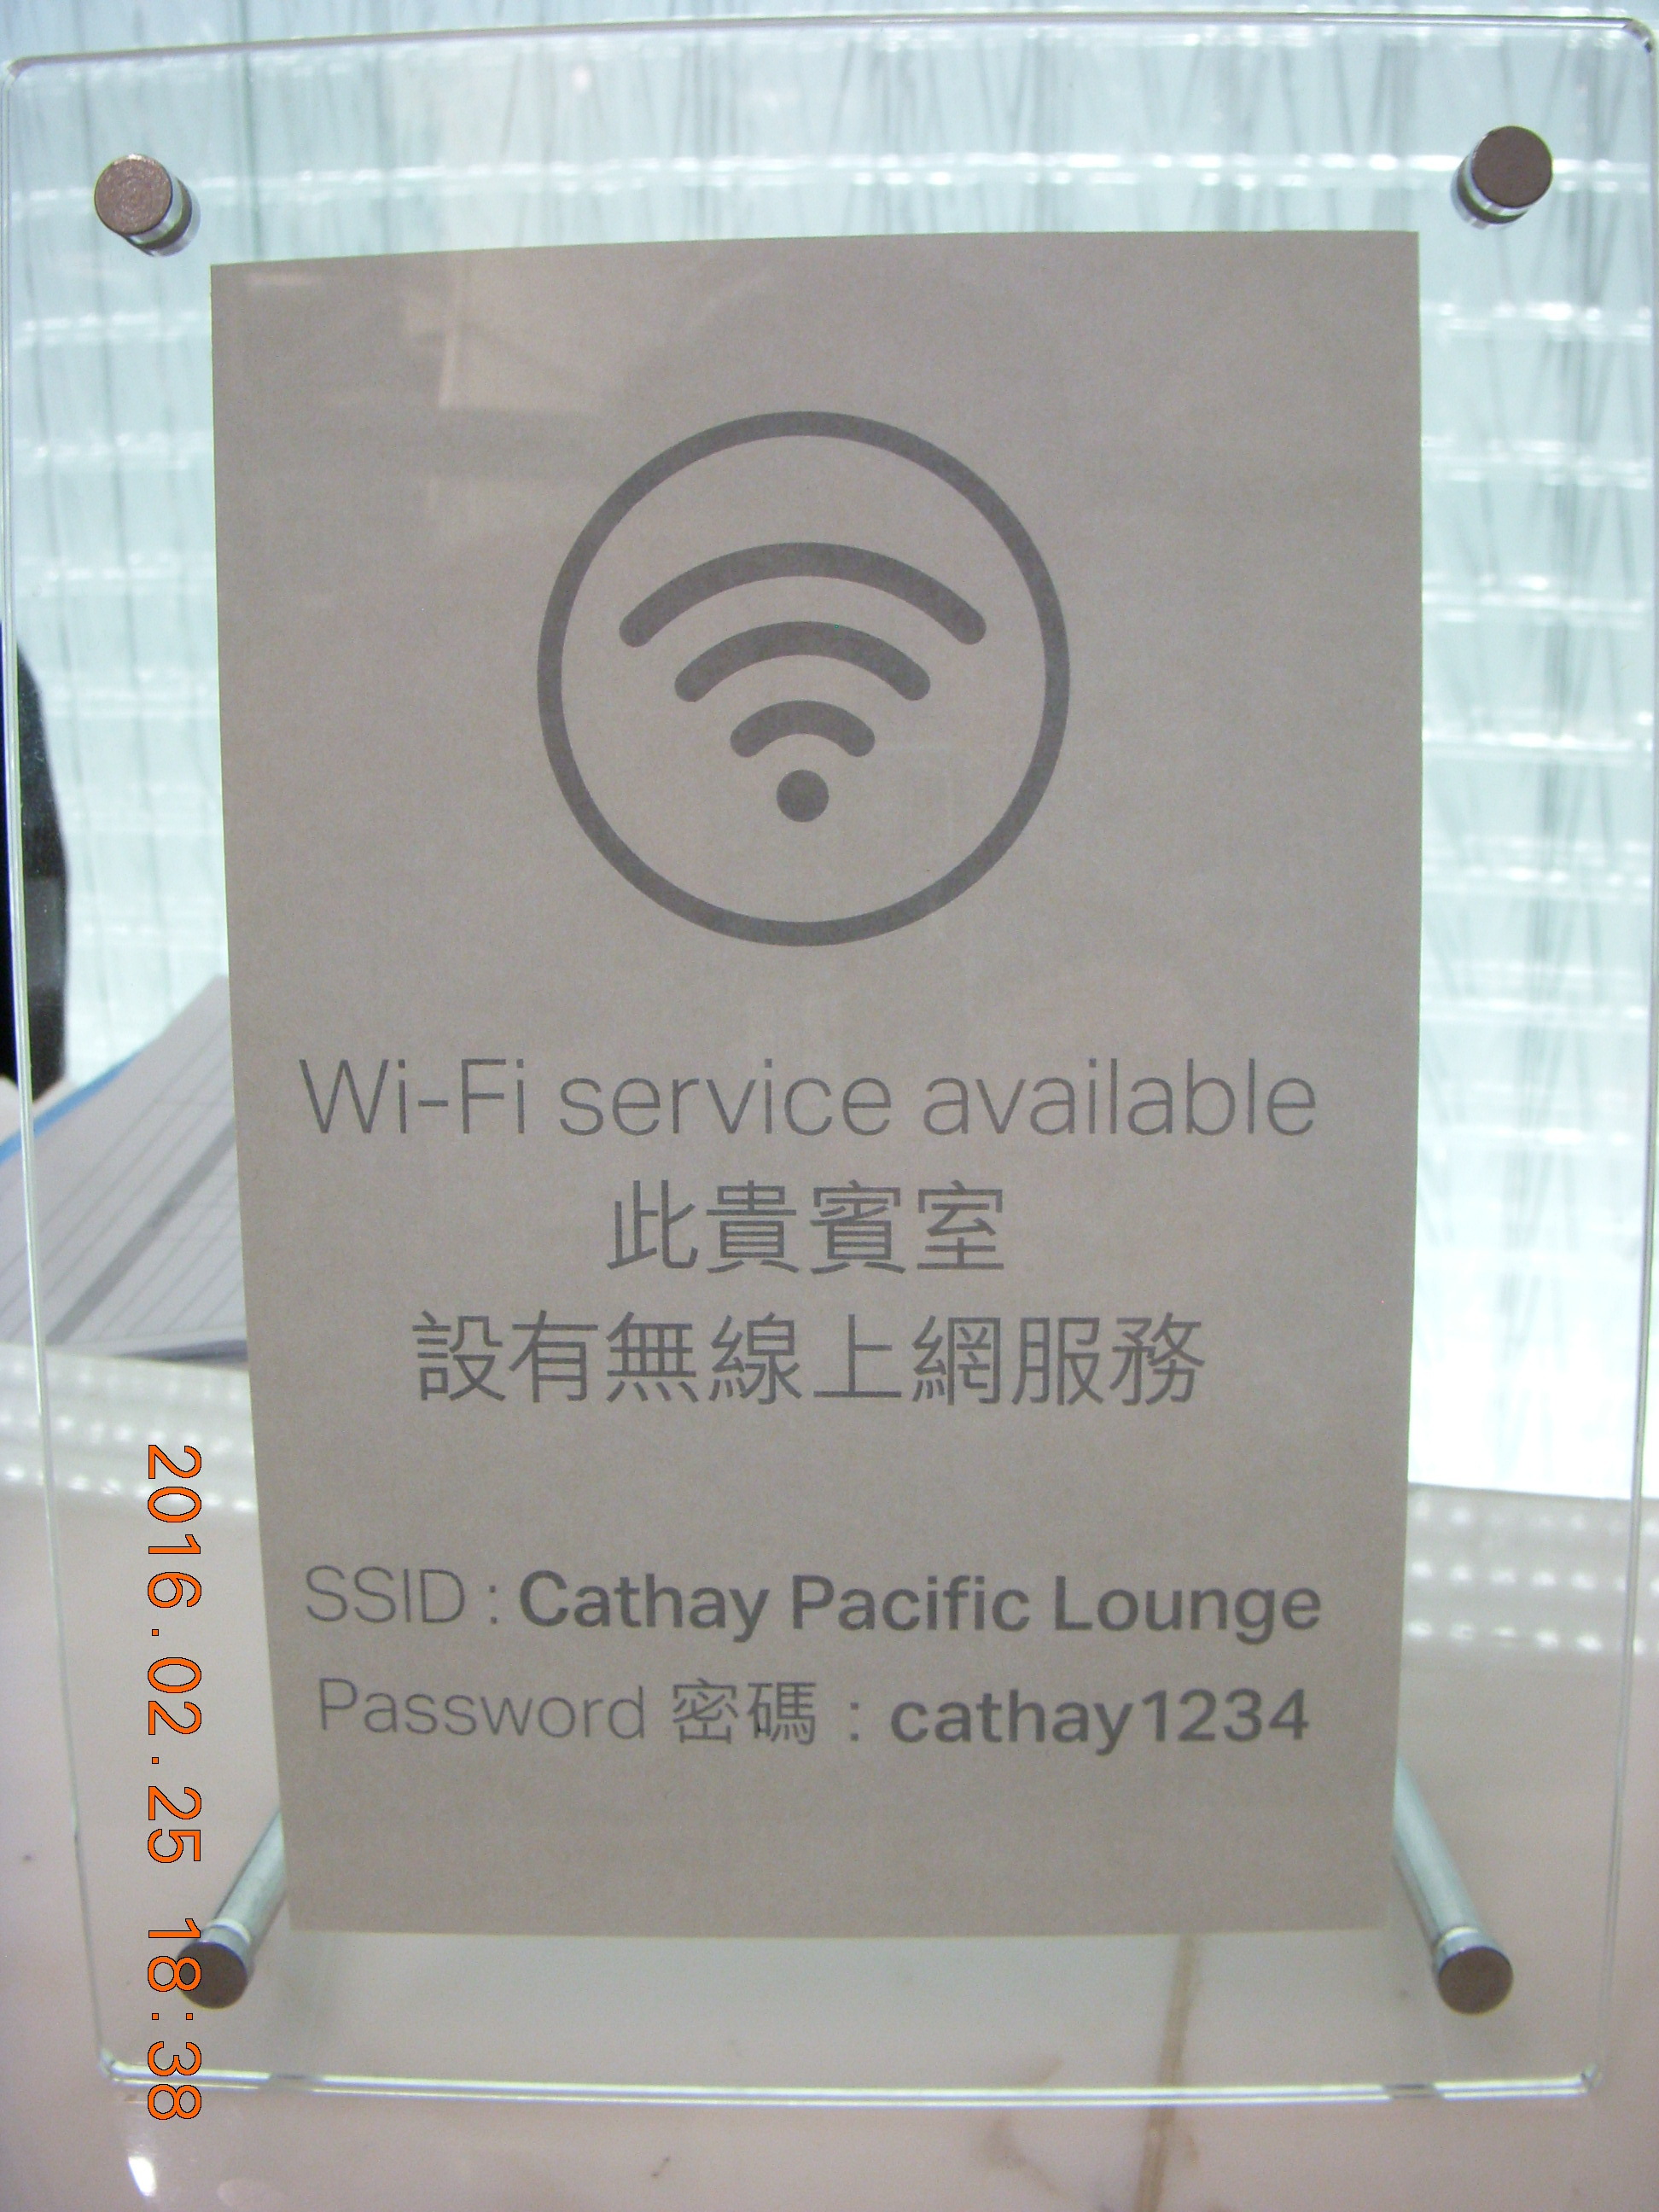 Wi-Fi service available
此貴賓室
設有無線上網服務
SSID : Cathay Pacific Lounge
Password 密碼 : cathay1234
2016.02.25 18:38